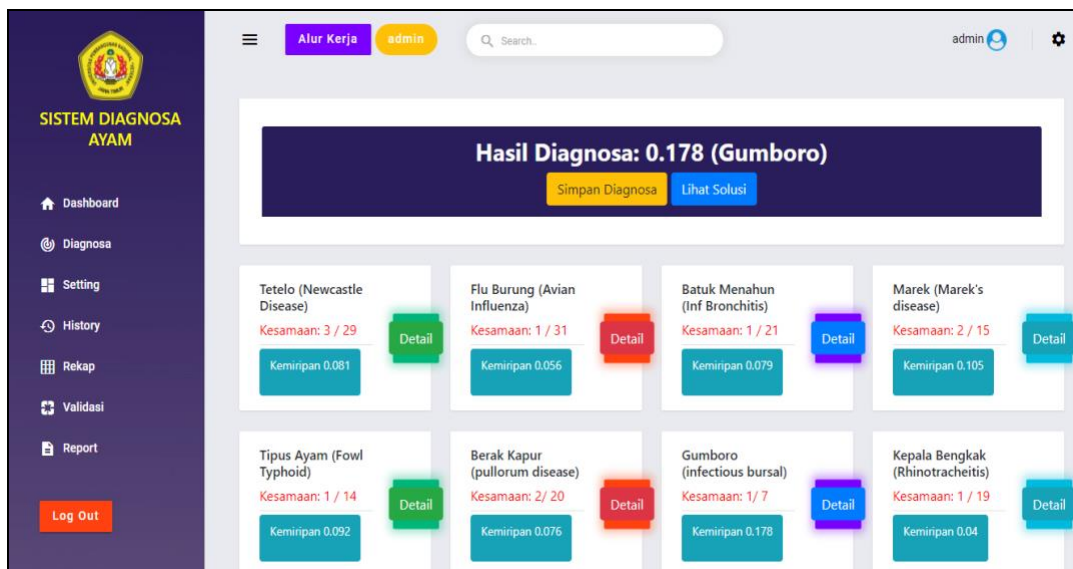 SISTEM DIAGNOSA
AYAM
Dashboard
Diagnosa
Setting
History
Rekap
Validasi
Report
Log Out
Alur Kerja
admin
Search..
admin
Hasil Diagnosa: 0.178 (Gumboro)
Simpan Diagnosa
Lihat Solusi
Tetelo (Newcastle
Disease)
Kesamaan: 3 / 29
Detail
Kemiripan 0.081
Flu Burung (Avian
Influenza)
Kesamaan: 1 / 31
Detail
Kemiripan 0.056
Batuk Menahun
(Inf Bronchitis)
Kesamaan: 1 / 21
Detail
Kemiripan 0.079
Marek (Marek's
disease)
Kesamaan: 2 / 15
Detail
Kemiripan 0.105
Tipus Ayam (Fowl
Typhoid)
Kesamaan: 1 / 14
Detail
Kemiripan 0.092
Berak Kapur
(pullorum disease)
Kesamaan: 2/ 20
Detail
Kemiripan 0.076
Gumboro
(infectious bursal)
Kesamaan: 1/ 7
Detail
Kemiripan 0.178
Kepala Bengkak
(Rhinotracheitis)
Kesamaan: 1 / 19
Detail
Kemiripan 0.04